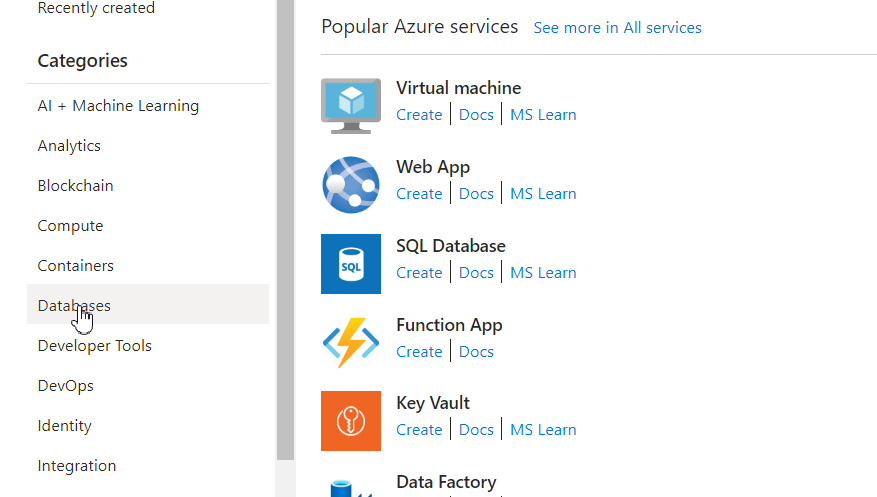 Recently created
Categories
AI + Machine Learning
Analytics
Blockchain
Compute
Containers
Databases
Developer Tools
DevOps
Identity
Integration
Popular Azure services See more in All services
Virtual machine
Create | Docs | MS Learn
Web App
Create | Docs | MS Learn
SQL
SQL Database
Create | Docs | MS Learn
Function App
Create | Docs
Key Vault
Create | Docs | MS Learn
Data Factory